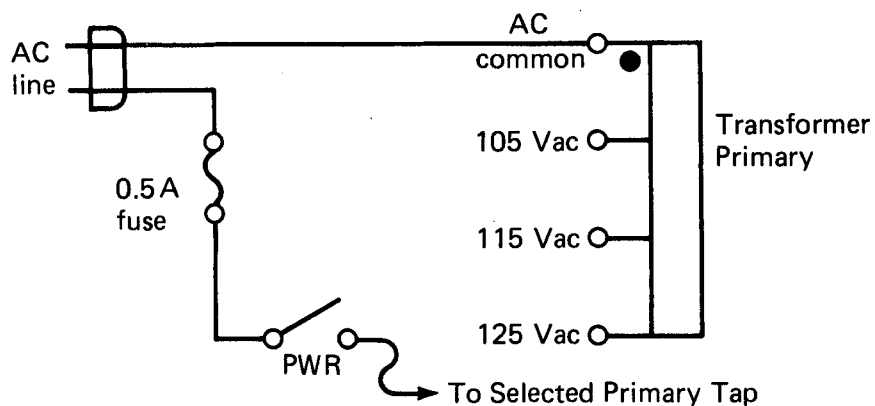 AC
line
AC
common
105 Vac
Transformer
Primary
0.5 A
fuse
115 Vac
125 Vac
PWR
To Selected Primary Tap